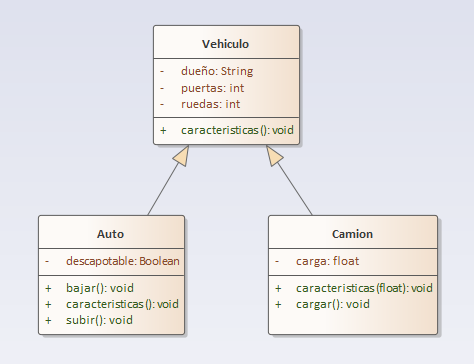 Vehiculo
- dueño: String
- puertas: int
- ruedas: int
+ caracteristicas(): void
Auto
- descapotable: Boolean
+ bajar(): void
+ caracteristicas(): void
+ subir(): void
Camion
- carga: float
+ caracteristicas(float): void
+ cargar(): void